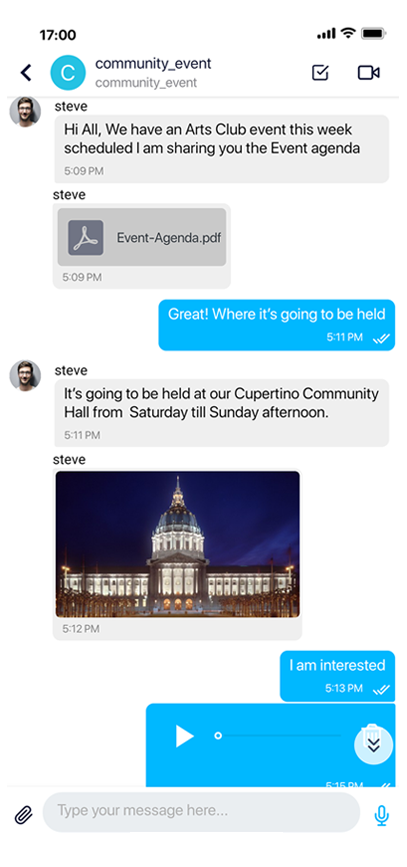 17:00
C
community_event
community_event
steve
Hi All, We have an Arts Club event this week
scheduled I am sharing you the Event agenda
5:09 PM
steve
Event-Agenda.pdf
5:09 PM
Great! Where it's going to be held
5:11 PM
steve
It's going to be held at our Cupertino Community
Hall from Saturday till Sunday afternoon.
5:11 PM
steve
5:12 PM
I am interested
5:13 PM
5:15 PM
Type your message here...